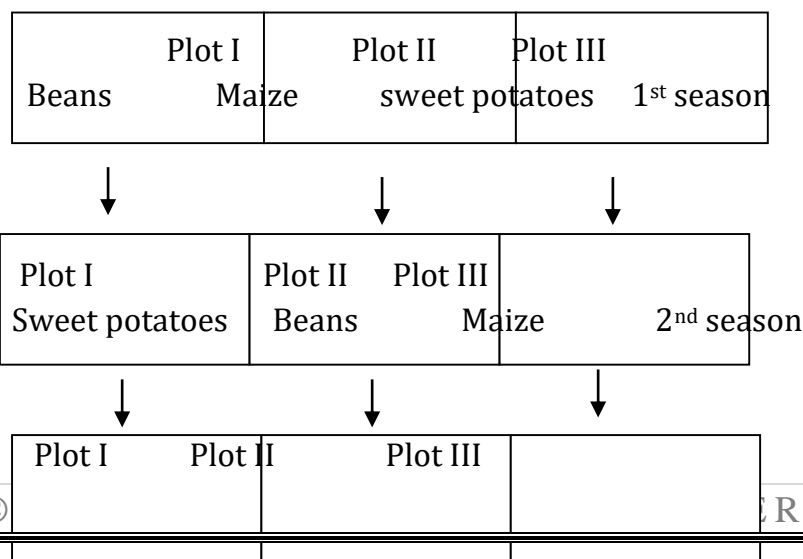 Plot I Plot II Plot III
Beans Maize sweet potatoes 1st season
Plot I Plot II Plot III
Sweet potatoes Beans Maize 2nd season
Plot I Plot II Plot III
© E R